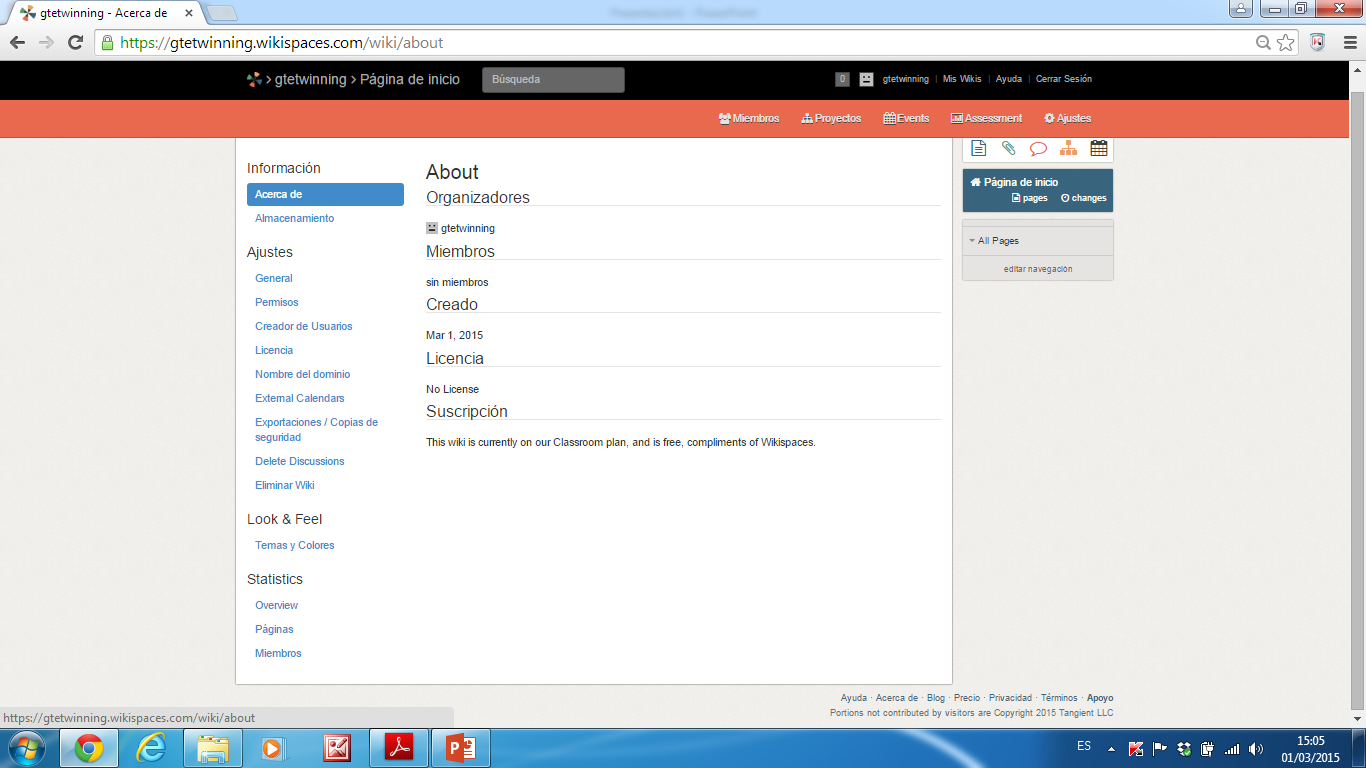 gtetwinning - Acerca de
https://gtetwinning.wikispaces.com/wiki/about
gtetwinning › Página de inicio
Búsqueda
0 gtetwinning | Mis Wikis | Ayuda | Cerrar Sesión
Miembros Proyectos Events Assessment Ajustes
Información
Acerca de
Almacenamiento
Ajustes
General
Permisos
Creador de Usuarios
Licencia
Nombre del dominio
External Calendars
Exportaciones / Copias de
seguridad
Delete Discussions
Eliminar Wiki
Look & Feel
Temas y Colores
Statistics
Overview
Páginas
Miembros
About
Organizadores
gtetwinning
Miembros
sin miembros
Creado
Mar 1, 2015
Licencia
No License
Suscripción
This wiki is currently on our Classroom plan, and is free, compliments of Wikispaces.
Página de inicio
pages changes
All Pages
editar navegación
Ayuda · Acerca de · Blog · Precio · Privacidad · Términos · Apoyo
Portions not contributed by visitors are Copyright 2015 Tangient LLC
https://gtetwinning.wikispaces.com/wiki/about
ES
15:05
01/03/2015